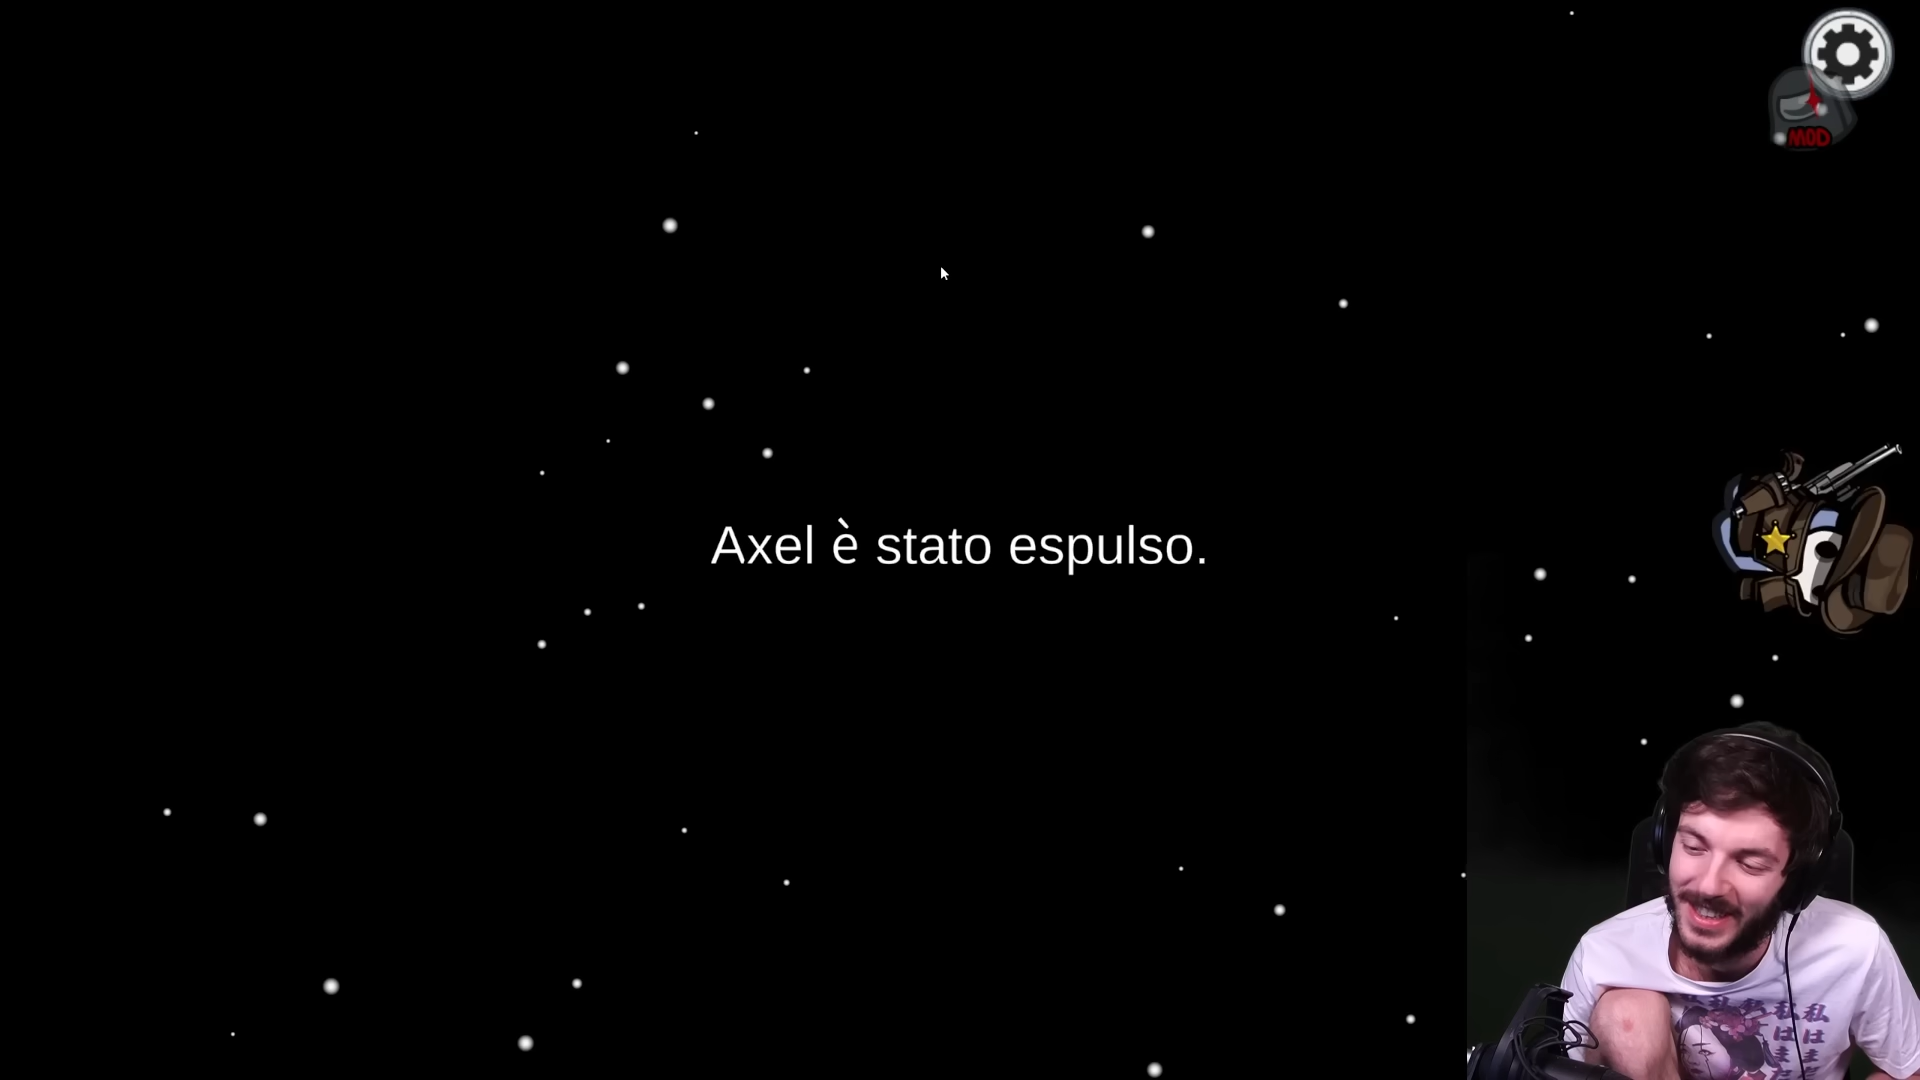 MOD
Axel è stato espulso.